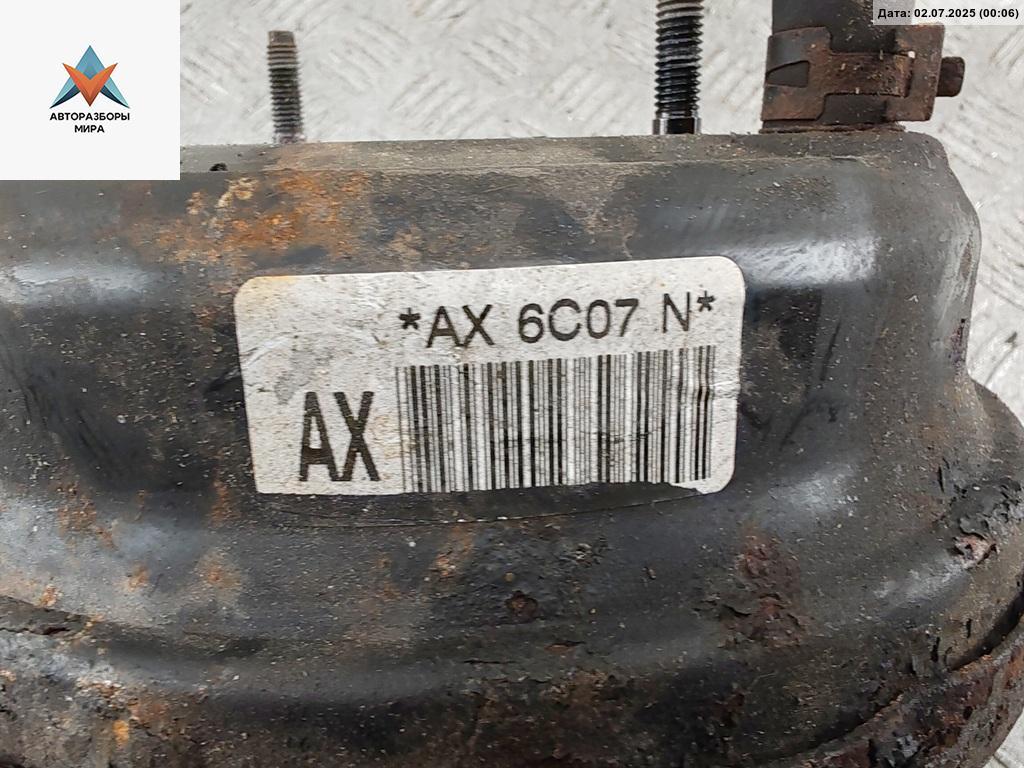 Дата: 02.07.2025 (00:06)
АВТОРАЗБОРЫ
МИРА
*AX 6C07 N*
AX